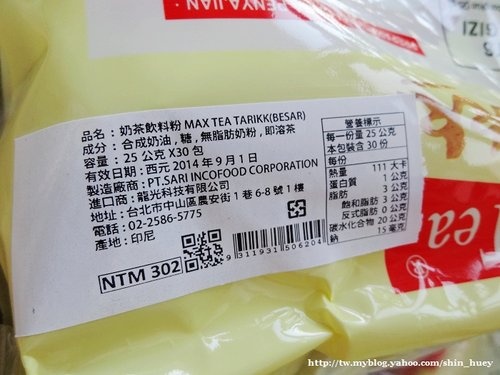 PENYAJIAN
GIZI
品名：奶茶飲料粉 MAX TEA TARIKK(BESAR)
成分：合成奶油，糖，無脂肪奶粉，即溶茶
容量：25 公克X30 包
有效日期：西元 2014 年 9 月 1 日
製造廠商：PT.SARI INCOFOOD CORPORATION
進口商：龍光科技有限公司
地址：台北市中山區農安街 1 巷 6-8 號 1 樓
電話：02-2586-5775
產地：印尼
NTM 302
9311931506204
營養標示
每一份量 25 公克
本包裝含 30 份
每份
熱量 111 大卡
蛋白質 1 公克
脂肪 3 公克
飽和脂肪 3 公克
反式脂肪 0 公克
碳水化合物 20 公克
鈉 15 毫克
Tea
http://tw.myblog.yahoo.com/shin_huey